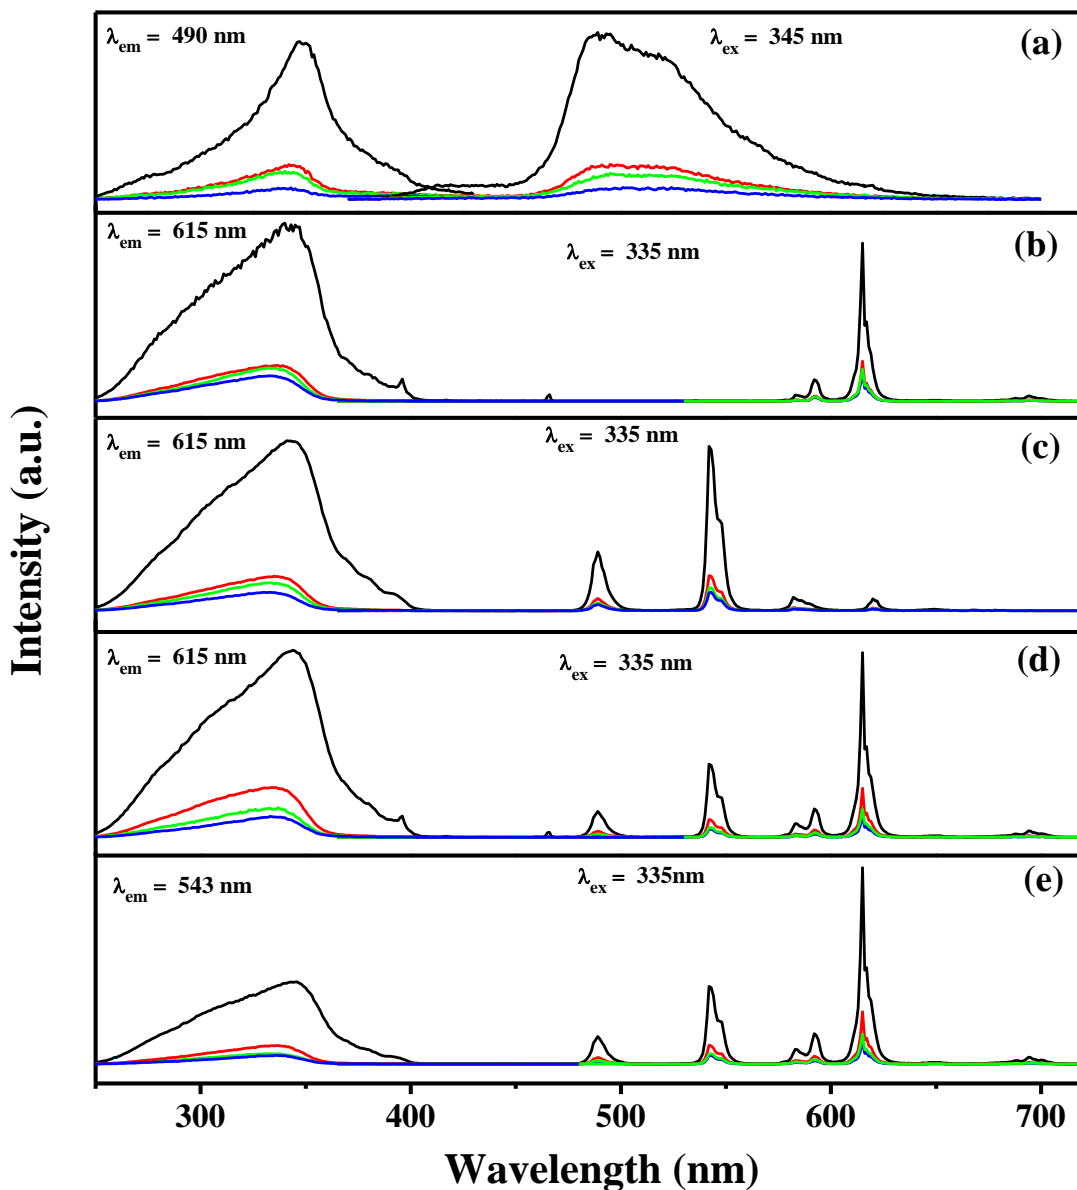 λem = 490 nm λex = 345 nm (a)
λem = 615 nm λex = 335 nm (b)
λem = 615 nm λex = 335 nm (c)
λem = 615 nm λex = 335 nm (d)
λem = 543 nm λex = 335nm (e)
Intensity (a.u.)
300 400 500 600 700
Wavelength (nm)